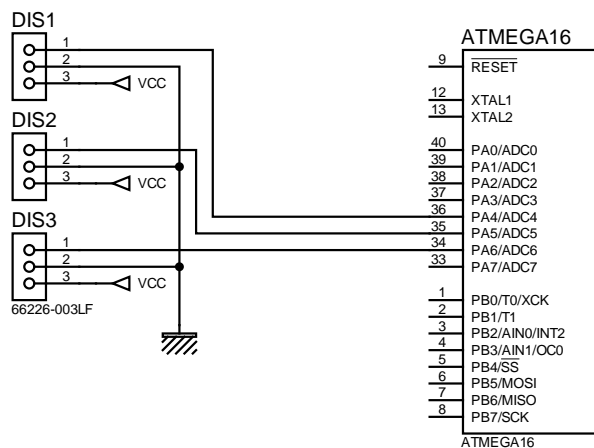 DIS1
1
2
3 VCC
DIS2
1
2
3 VCC
DIS3
1
2
3 VCC
66226-003LF
ATMEGA16
9 RESET
12 XTAL1
13 XTAL2
40 PA0/ADC0
39 PA1/ADC1
38 PA2/ADC2
37 PA3/ADC3
36 PA4/ADC4
35 PA5/ADC5
34 PA6/ADC6
33 PA7/ADC7
1 PB0/T0/XCK
2 PB1/T1
3 PB2/AIN0/INT2
4 PB3/AIN1/OC0
5 PB4/SS
6 PB5/MOSI
7 PB6/MISO
8 PB7/SCK
ATMEGA16